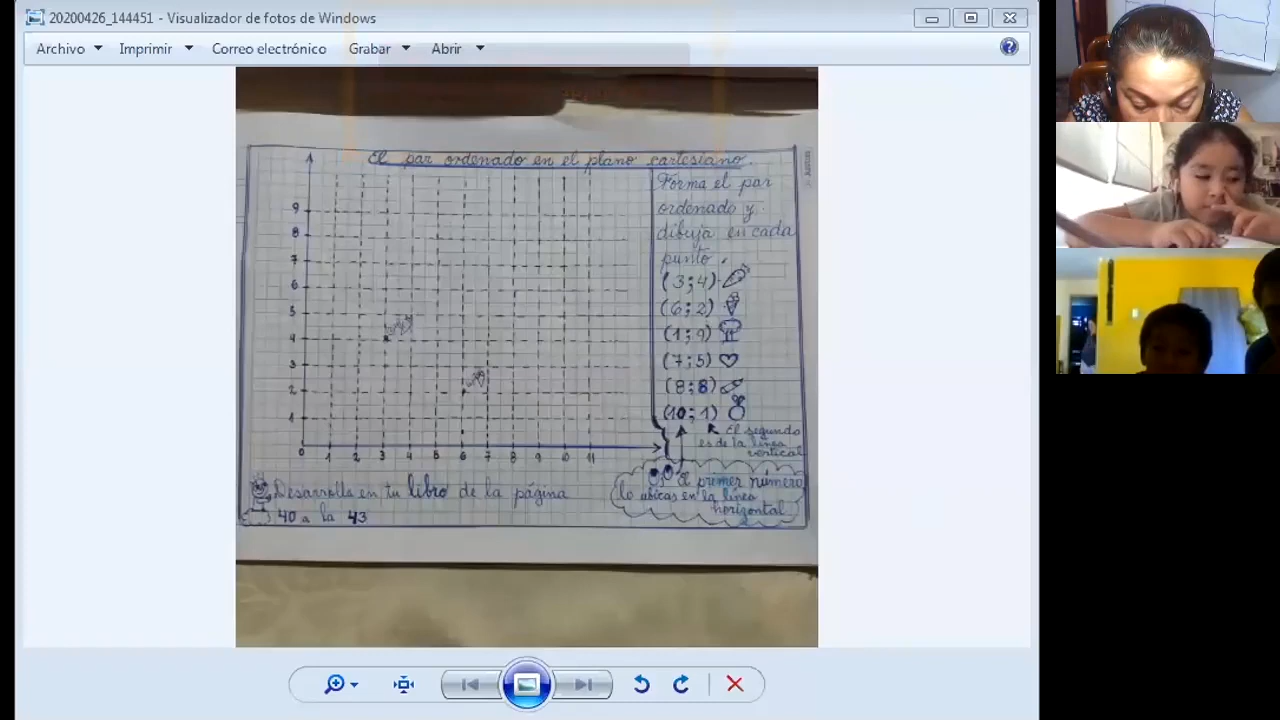 20200426_144451 - Visualizador de fotos de Windows
Archivo Imprimir Correo electrónico Grabar Abrir
El par ordenado en el plano cartesiano.
9
8
7
6
5
4
3
2
1
0 1 2 3 4 5 6 7 8 9 10 11
Forma el par
ordenado y
dibuja en cada
punto.
(3;4)
(6;2)
(1;9)
(7;5)
(8;8)
(10;1)
El segundo
es de la línea
vertical
El primer número
lo ubicas en la línea
horizontal
Desarrolla en tu libro de la página
40 a la 43